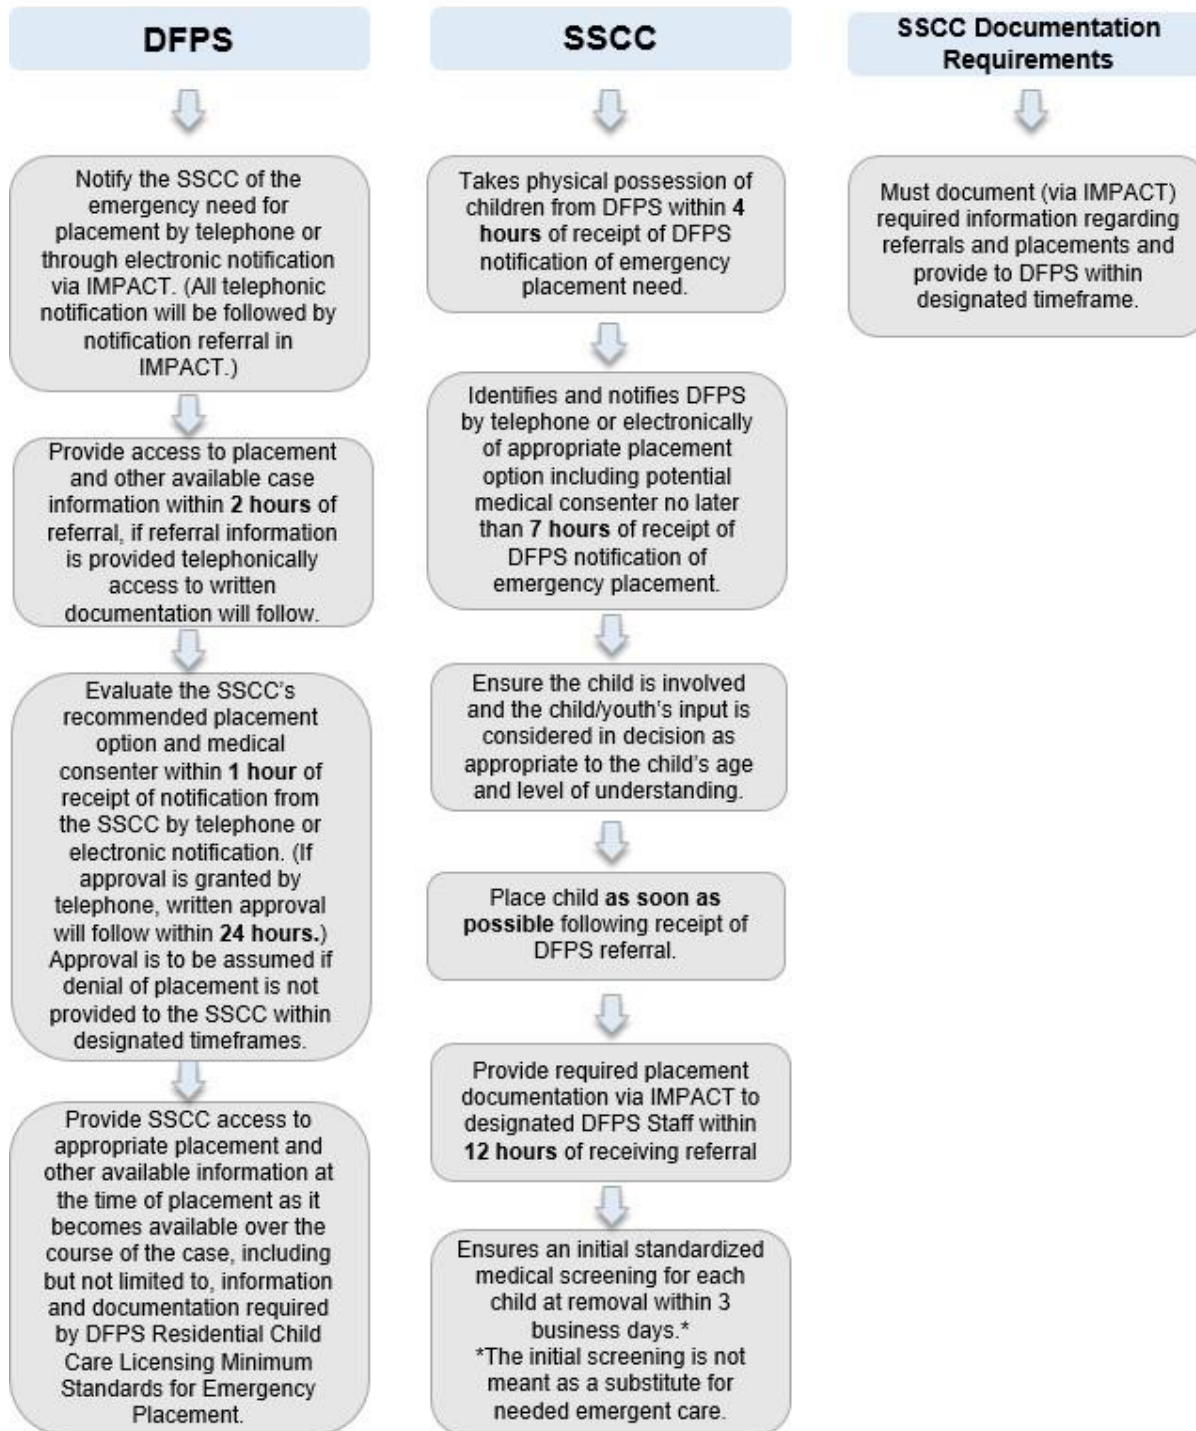 DFPS
Notify the SSCC of the
emergency need for
placement by telephone or
through electronic notification
via IMPACT. (All telephonic
notification will be followed by
notification referral in
IMPACT.)
Provide access to placement
and other available case
information within 2 hours of
referral, if referral information
is provided telephonically
access to written
documentation will follow.
Evaluate the SSCC’s
recommended placement
option and medical
consenter within 1 hour of
receipt of notification from
the SSCC by telephone or
electronic notification. (If
approval is granted by
telephone, written approval
will follow within 24 hours.)
Approval is to be assumed if
denial of placement is not
provided to the SSCC within
designated timeframes.
Provide SSCC access to
appropriate placement and
other available information at
the time of placement as it
becomes available over the
course of the case, including
but not limited to, information
and documentation required
by DFPS Residential Child
Care Licensing Minimum
Standards for Emergency
Placement.
SSCC
Takes physical possession of
children from DFPS within 4
hours of receipt of DFPS
notification of emergency
placement need.
Identifies and notifies DFPS
by telephone or electronically
of appropriate placement
option including potential
medical consenter no later
than 7 hours of receipt of
DFPS notification of
emergency placement.
Ensure the child is involved
and the child/youth’s input is
considered in decision as
appropriate to the child’s age
and level of understanding.
Place child as soon as
possible following receipt of
DFPS referral.
Provide required placement
documentation via IMPACT to
designated DFPS Staff within
12 hours of receiving referral
Ensures an initial standardized
medical screening for each
child at removal within 3
business days.*
*The initial screening is not
meant as a substitute for
needed emergent care.
SSCC Documentation
Requirements
Must document (via IMPACT)
required information regarding
referrals and placements and
provide to DFPS within
designated timeframe.